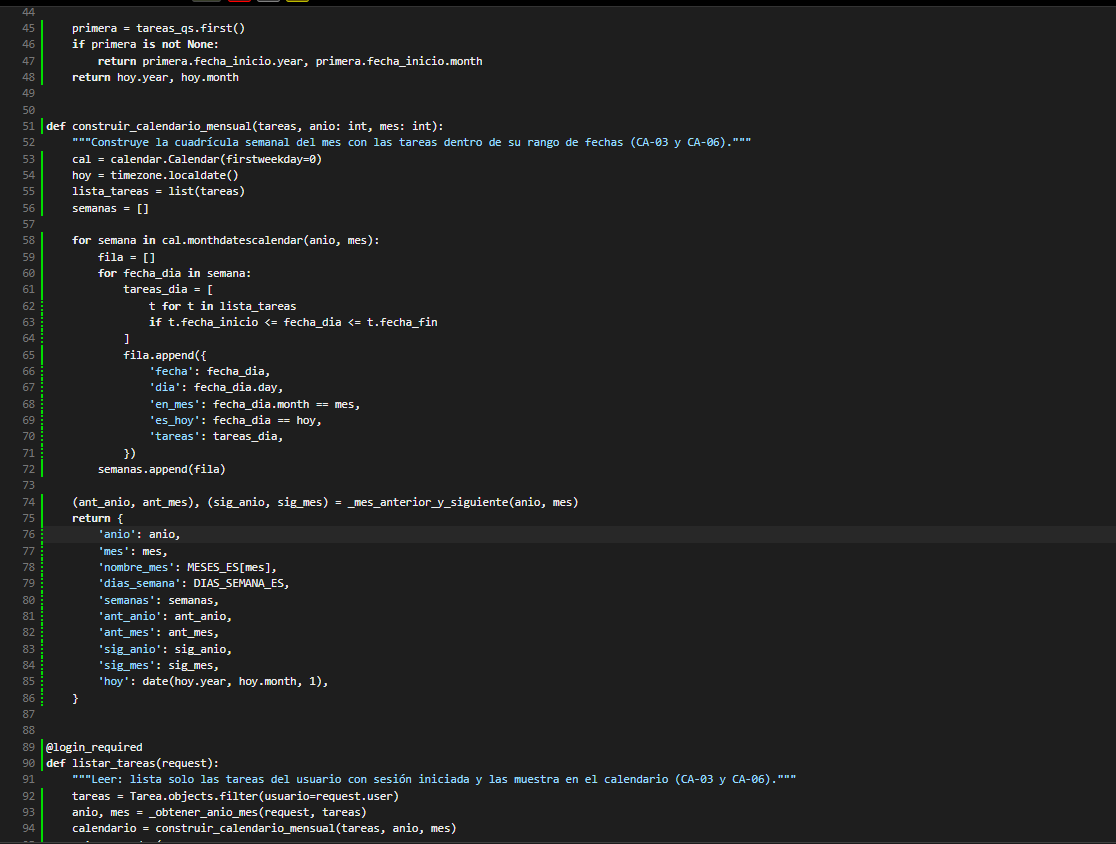 44
45 primera = tareas_qs.first()
46 if primera is not None:
47 return primera.fecha_inicio.year, primera.fecha_inicio.month
48 return hoy.year, hoy.month
49
50
51 def construir_calendario_mensual(tareas, anio: int, mes: int):
52 """Construye la cuadrícula semanal del mes con las tareas dentro de su rango de fechas (CA-03 y CA-06)."""
53 cal = calendar.Calendar(firstweekday=0)
54 hoy = timezone.localdate()
55 lista_tareas = list(tareas)
56 semanas = []
57
58 for semana in cal.monthdatescalendar(anio, mes):
59 fila = []
60 for fecha_dia in semana:
61 tareas_dia = [
62 t for t in lista_tareas
63 if t.fecha_inicio <= fecha_dia <= t.fecha_fin
64 ]
65 fila.append({
66 'fecha': fecha_dia,
67 'dia': fecha_dia.day,
68 'en_mes': fecha_dia.month == mes,
69 'es_hoy': fecha_dia == hoy,
70 'tareas': tareas_dia,
71 })
72 semanas.append(fila)
73
74 (ant_anio, ant_mes), (sig_anio, sig_mes) = _mes_anterior_y_siguiente(anio, mes)
75 return {
76 'anio': anio,
77 'mes': mes,
78 'nombre_mes': MESES_ES[mes],
79 'dias_semana': DIAS_SEMANA_ES,
80 'semanas': semanas,
81 'ant_anio': ant_anio,
82 'ant_mes': ant_mes,
83 'sig_anio': sig_anio,
84 'sig_mes': sig_mes,
85 'hoy': date(hoy.year, hoy.month, 1),
86 }
87
88
89 @login_required
90 def listar_tareas(request):
91 """Leer: lista solo las tareas del usuario con sesión iniciada y las muestra en el calendario (CA-03 y CA-06)."""
92 tareas = Tarea.objects.filter(usuario=request.user)
93 anio, mes = _obtener_anio_mes(request, tareas)
94 calendario = construir_calendario_mensual(tareas, anio, mes)